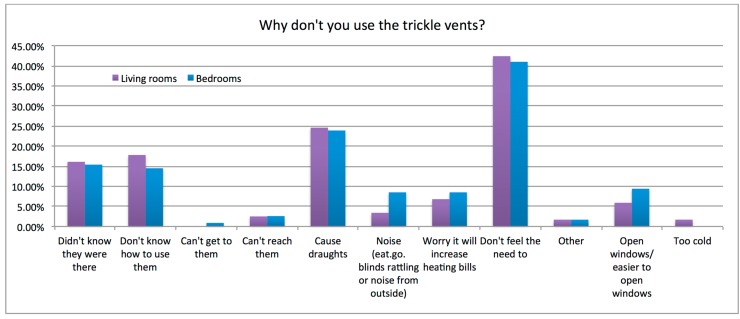 Why don't you use the trickle vents?
45.00%
40.00%
35.00%
30.00%
25.00%
20.00%
15.00%
10.00%
5.00%
0.00%
Living rooms
Bedrooms
Didn't know
they were
there
Don't know
how to use
them
Can't get to
them
Can't reach
them
Cause
draughts
Noise
(eat.go.
blinds rattling
or noise from
outside)
Worry it will
increase
heating bills
Don't feel the
need to
Other
Open
windows/
easier to
open
windows
Too cold